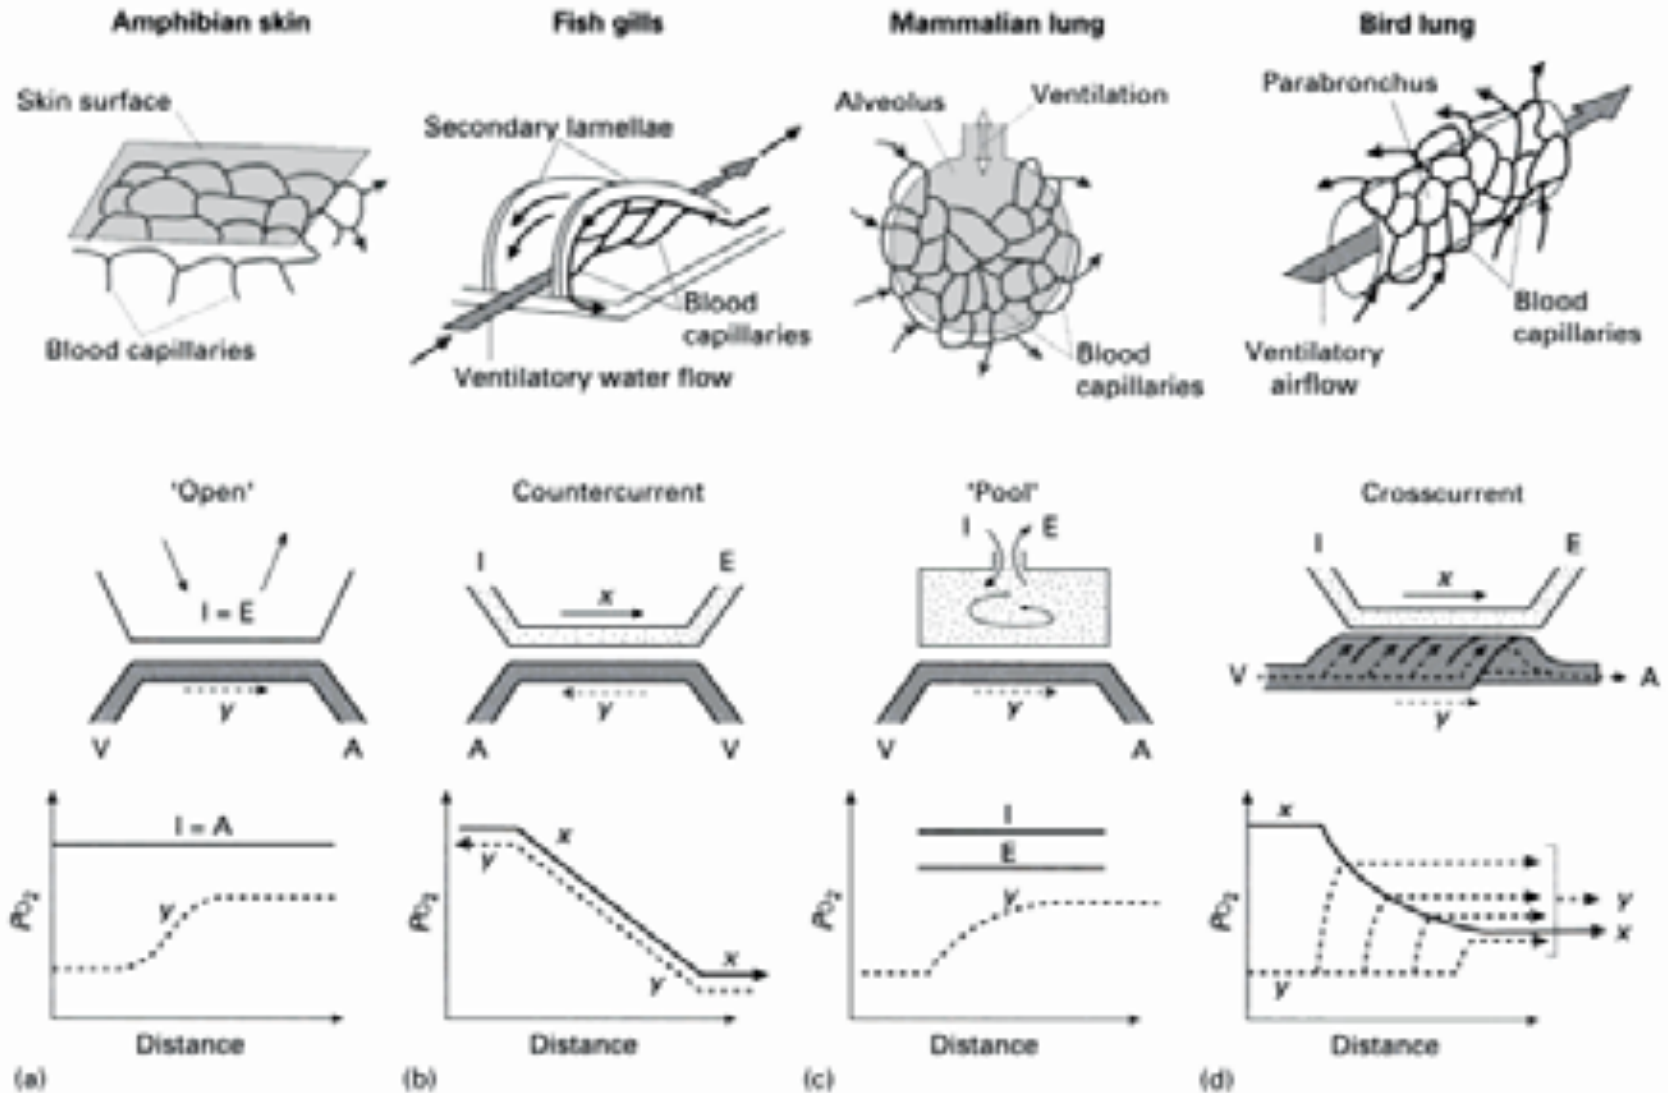 Amphibian skin
Skin surface
Blood capillaries
'Open'
I = E
y
V
A
I = A
y
PO2
Distance
(a)
Fish gills
Secondary lamellae
Blood
capillaries
Ventilatory water flow
Countercurrent
I
E
x
y
A
V
x
y
x
y
PO2
Distance
(b)
Mammalian lung
Alveolus
Ventilation
Blood
capillaries
'Pool'
I
E
y
V
A
I
E
y
PO2
Distance
(c)
Bird lung
Parabronchus
Blood
capillaries
Ventilatory
airflow
Crosscurrent
I
E
x
V
A
y
x
y
Y
X
PO2
Distance
(d)